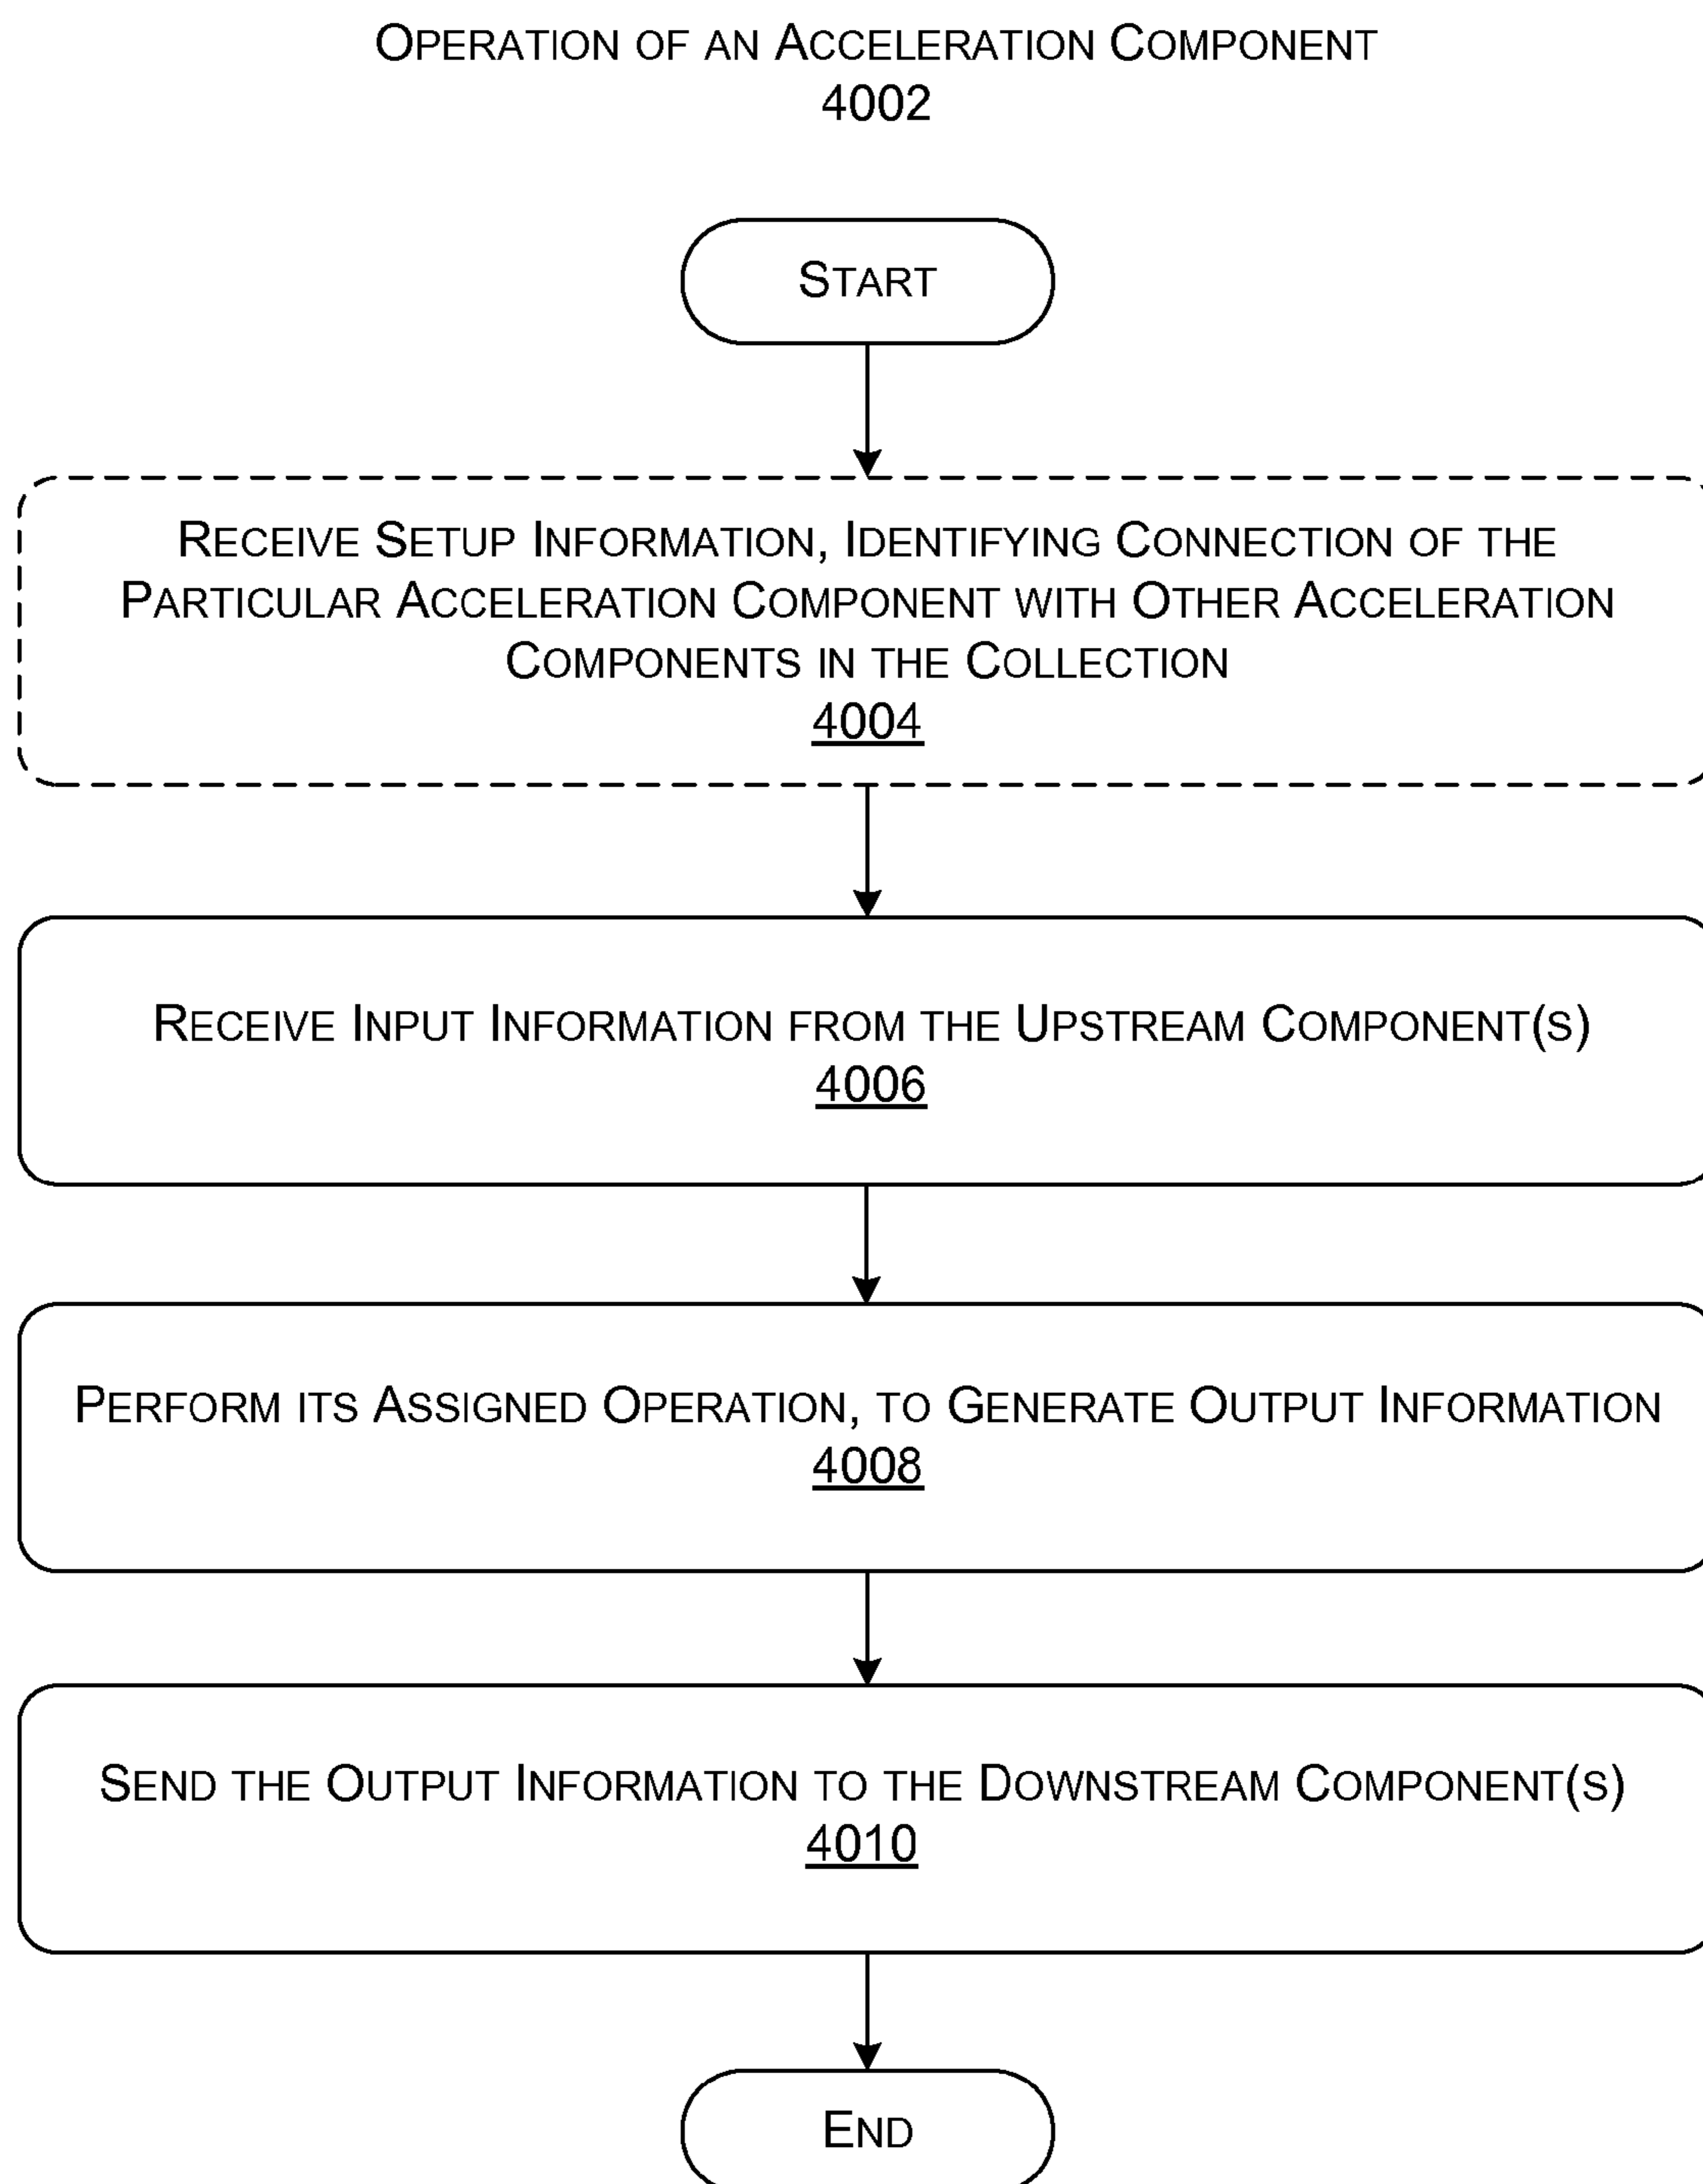 OPERATION OF AN ACCELERATION COMPONENT
4002
START
RECEIVE SETUP INFORMATION, IDENTIFYING CONNECTION OF THE
PARTICULAR ACCELERATION COMPONENT WITH OTHER ACCELERATION
COMPONENTS IN THE COLLECTION
4004
RECEIVE INPUT INFORMATION FROM THE UPSTREAM COMPONENT(S)
4006
PERFORM ITS ASSIGNED OPERATION, TO GENERATE OUTPUT INFORMATION
4008
SEND THE OUTPUT INFORMATION TO THE DOWNSTREAM COMPONENT(S)
4010
END